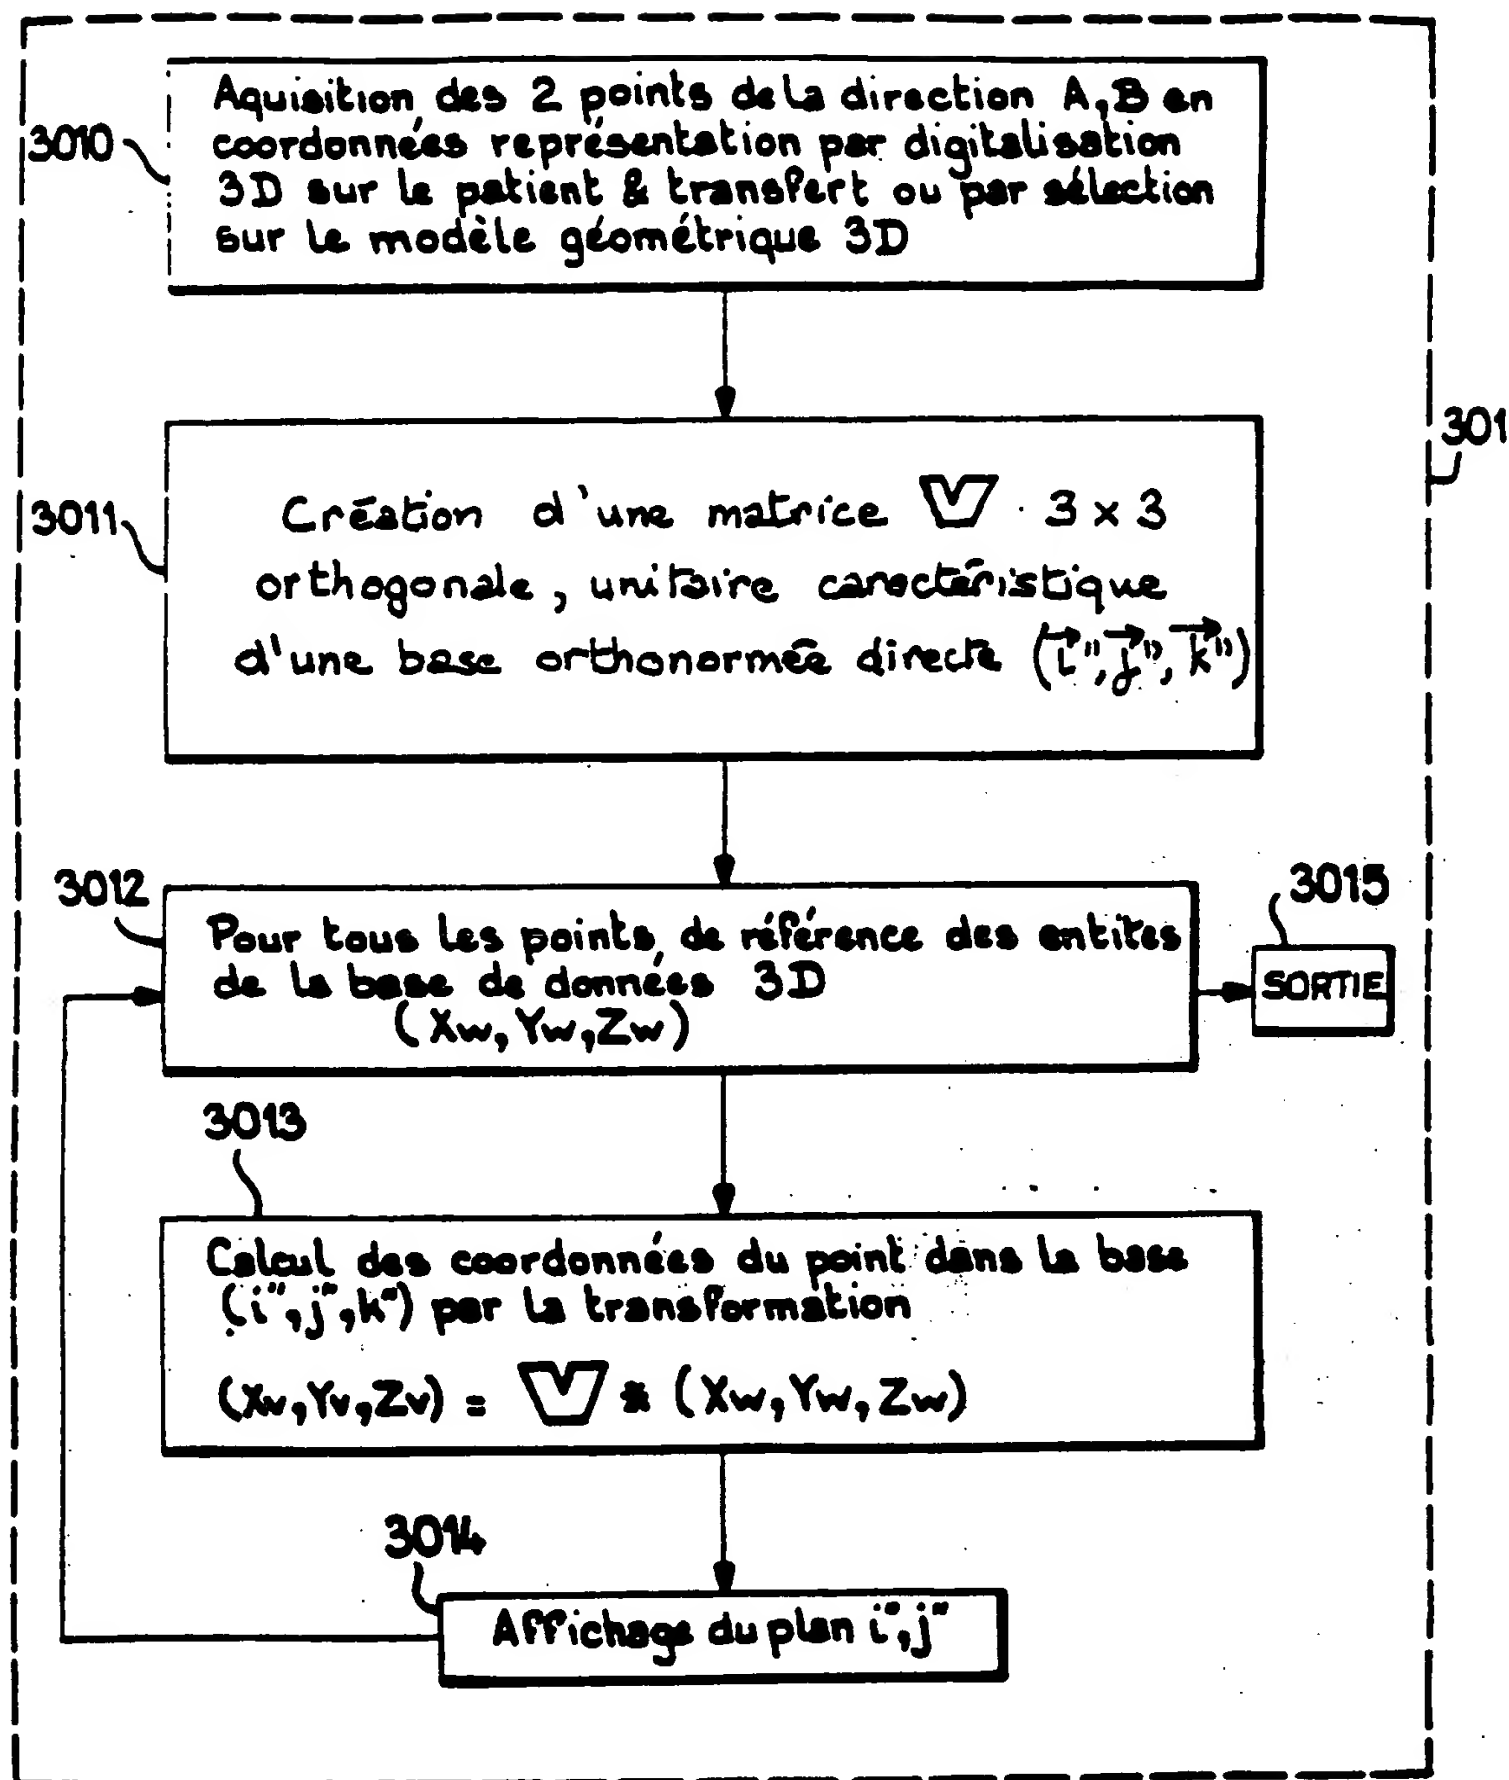 Aquisition des 2 points de la direction A,B en
coordonnées représentation par digitalisation
3D sur le patient & transfert ou par sélection
sur le modèle géométrique 3D
3010
301
Création d'une matrice V 3 x 3
orthogonale, unitaire caractéristique
d'une base orthonormée directe (i",j",k")
3011
3012
3015
Pour tous les points, de référence des entites
de la base de données 3D
(Xw,Yw,Zw)
SORTIE
3013
Calcul des coordonnées du point dans la base
(i",j",k") par la transformation
(Xv,Yv,Zv) = V * (Xw,Yw,Zw)
3014
Affichage du plan i",j"